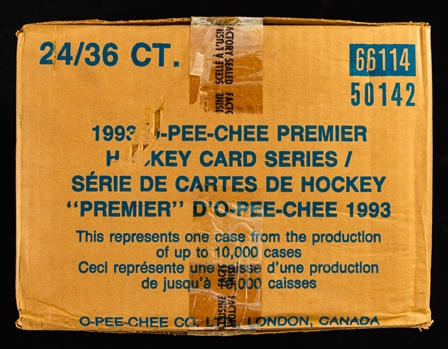 24/36 CT.
66114
50142
FACTORY SEALED
1993 O-PEE-CHEE PREMIER
HOCKEY CARD SERIES /
SÉRIE DE CARTES DE HOCKEY
"PREMIER" D'O-PEE-CHEE 1993
This represents one case from the production
of up to 10,000 cases
Ceci représente une caisse d'une production
de jusqu'à 10,000 caisses
O-PEE-CHEE CO. LONDON, CANADA